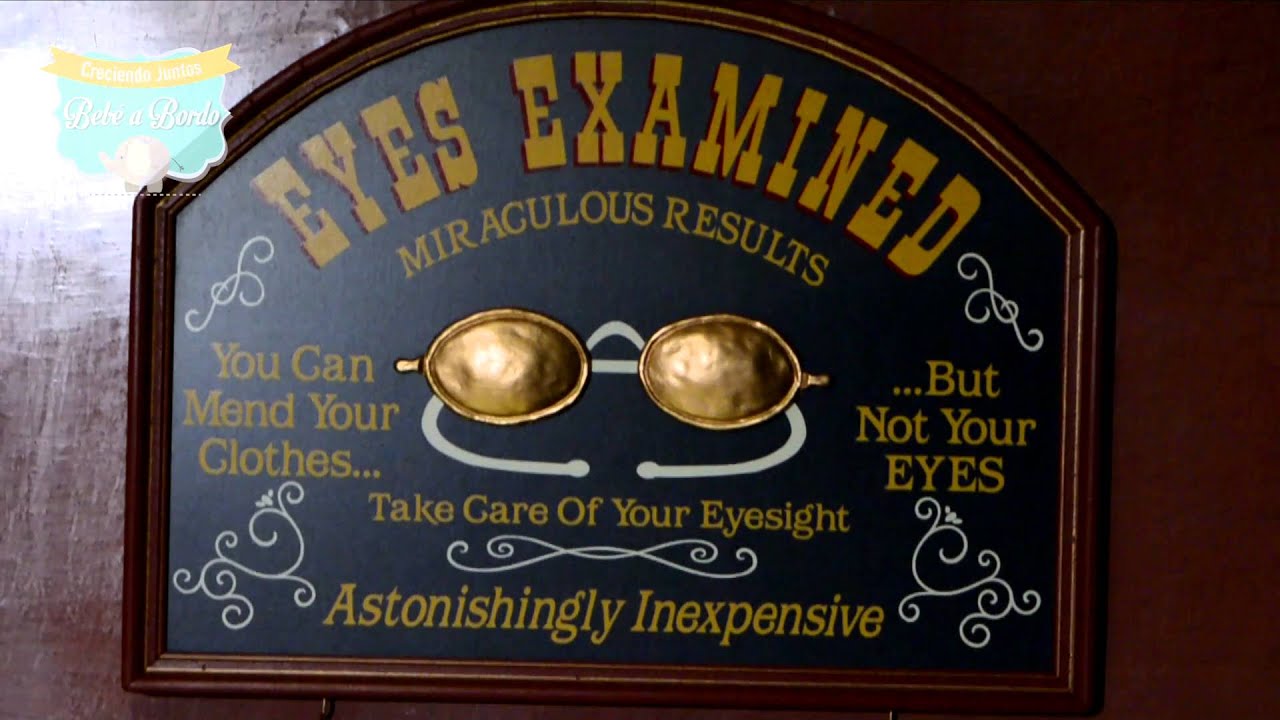 Creciendo Juntos
Bebé a Bordo
EYES EXAMINED
MIRACULOUS RESULTS
You Can
Mend Your
Clothes...
...But
Not Your
EYES
Take Care Of Your Eyesight
Astonishingly Inexpensive